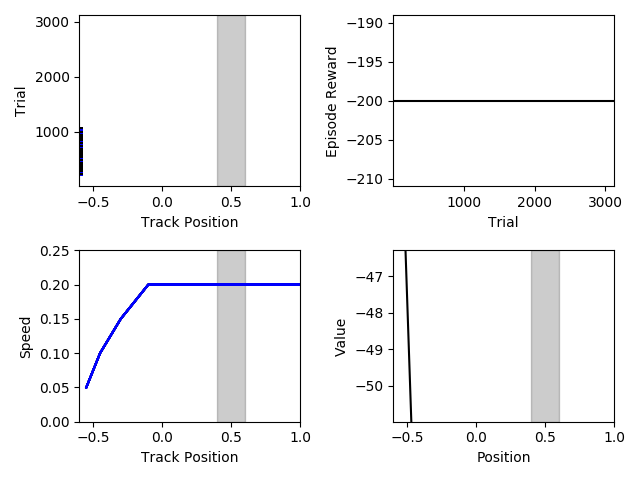 3000
2000
1000
Trial
−0.5 0.0 0.5 1.0
Track Position
−190
−195
−200
−205
−210
Episode Reward
1000 2000 3000
Trial
0.25
0.20
0.15
0.10
0.05
0.00
Speed
−0.5 0.0 0.5 1.0
Track Position
−47
−48
−49
−50
Value
−0.5 0.0 0.5 1.0
Position